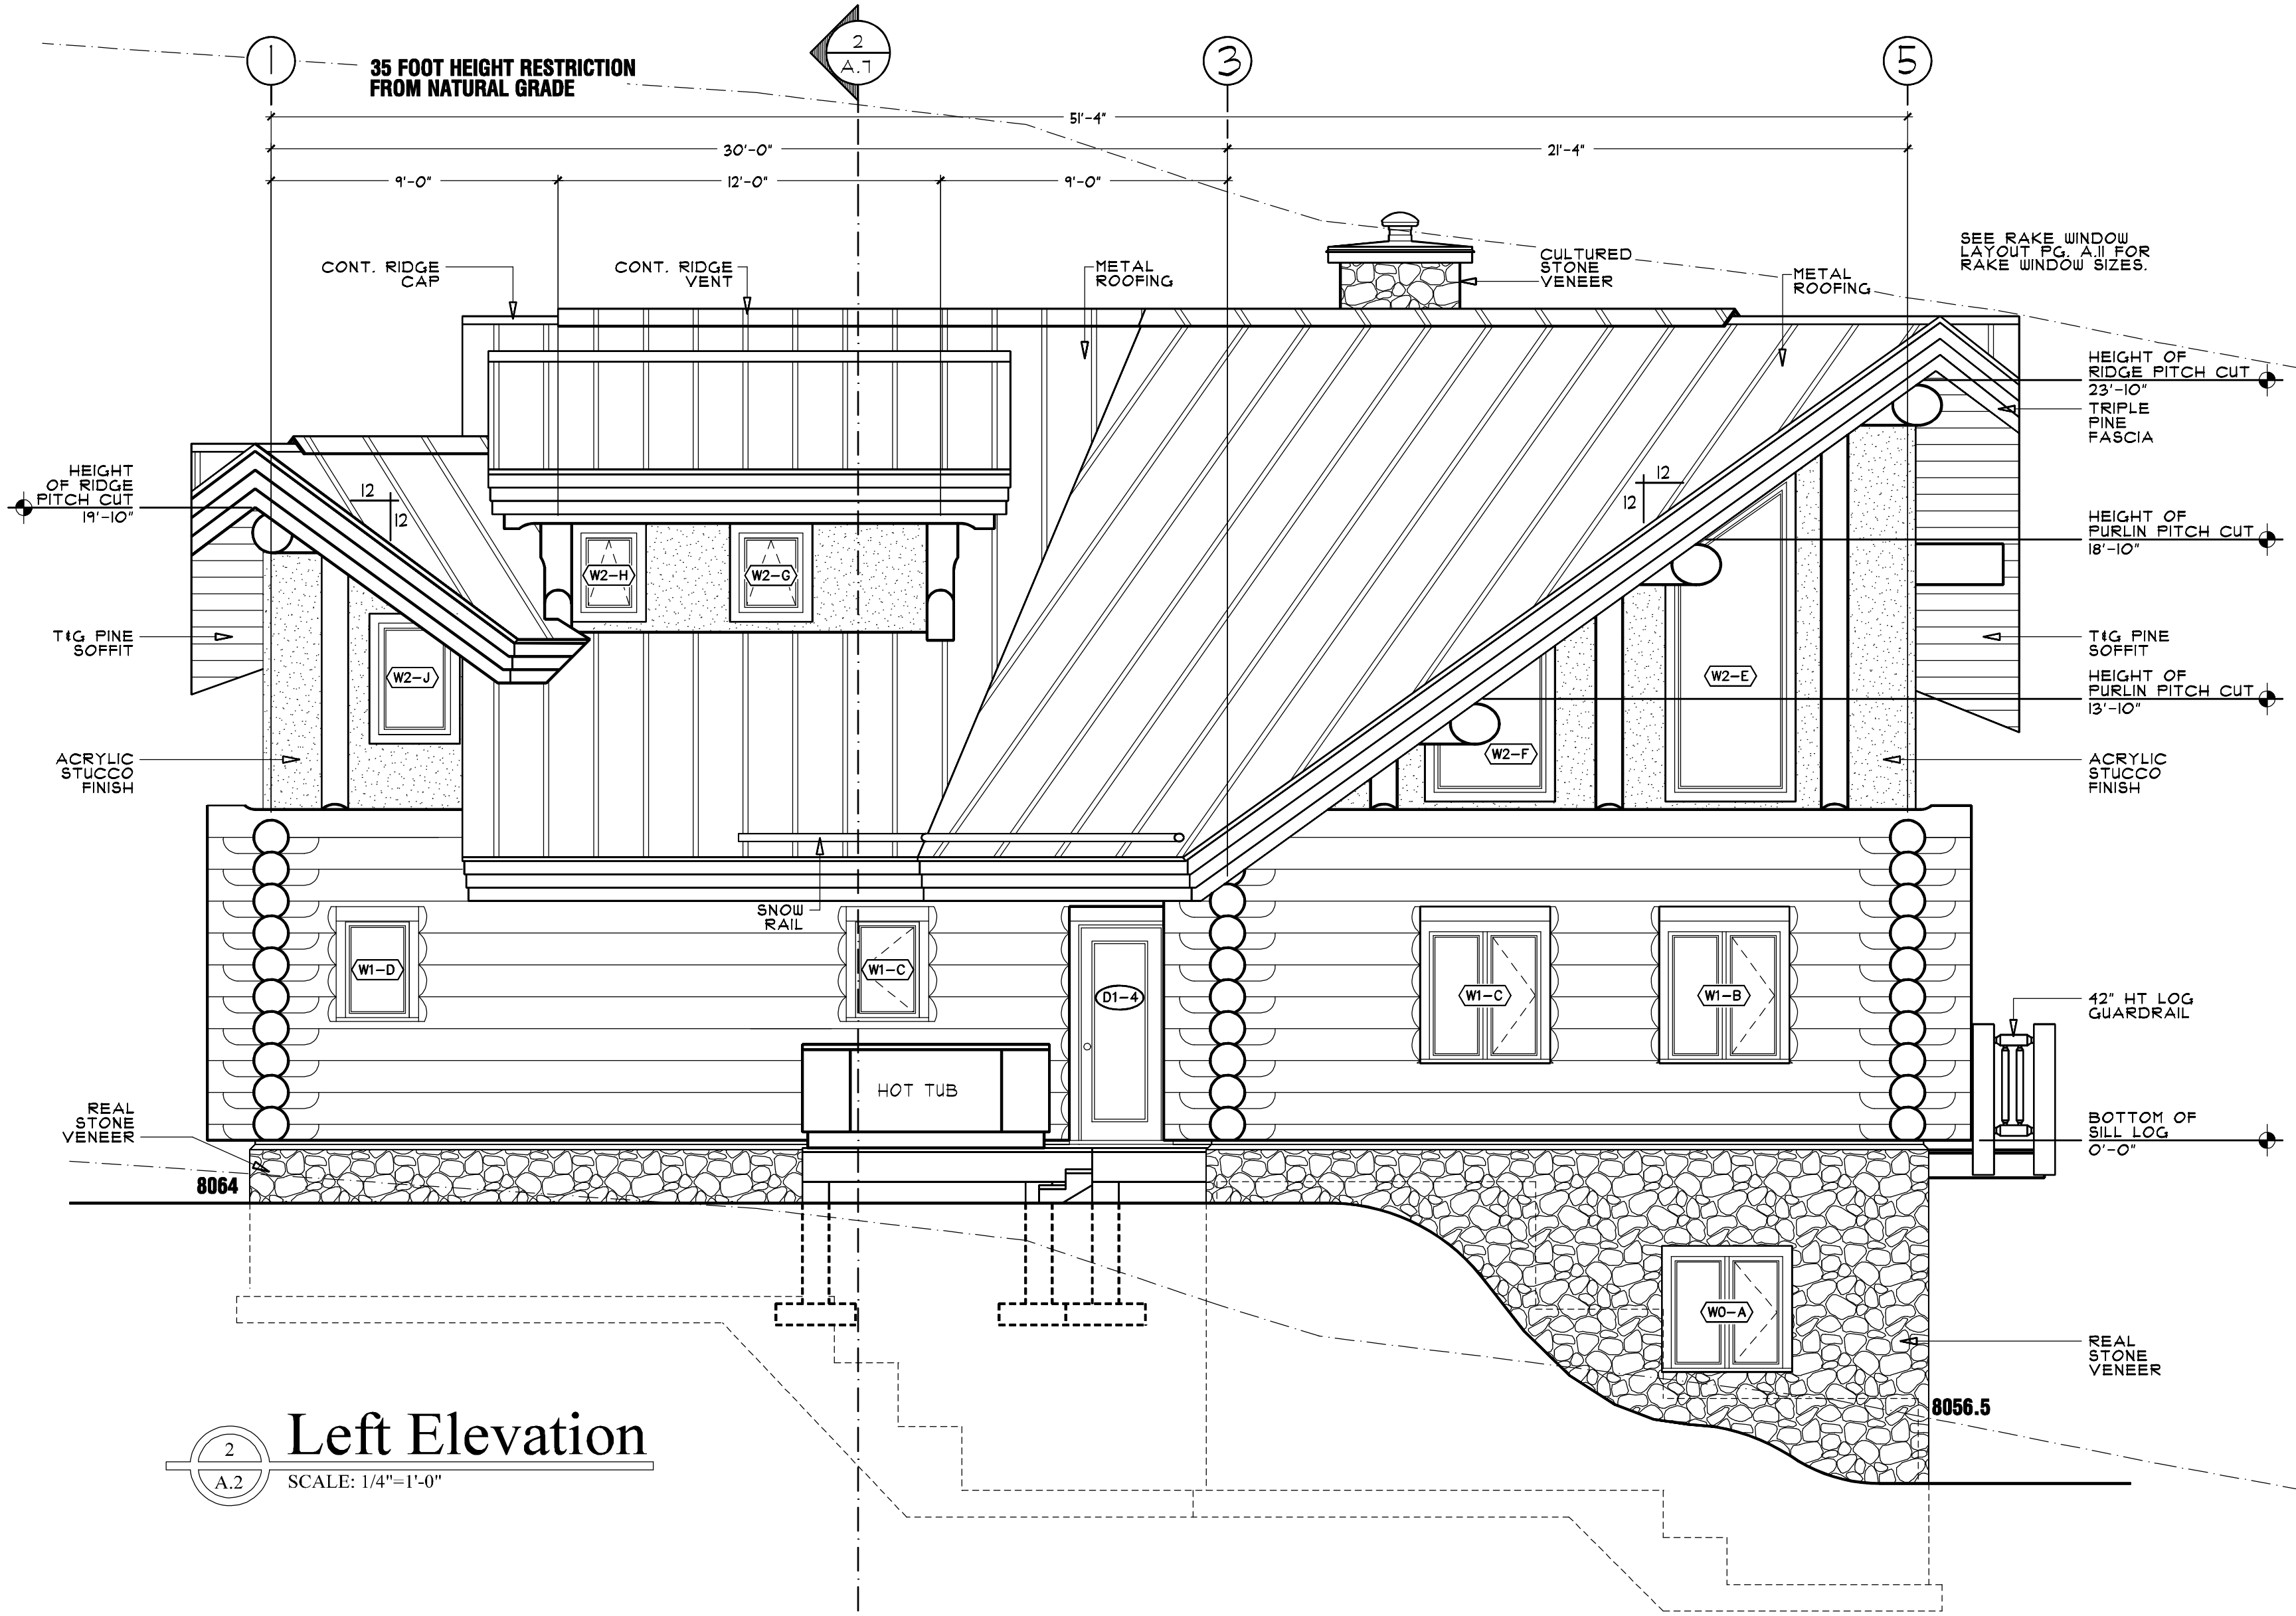 1
2
A.7
3
5
35 FOOT HEIGHT RESTRICTION
FROM NATURAL GRADE
51'-4"
30'-0"
21'-4"
9'-0"
12'-0"
9'-0"
CONT. RIDGE
CAP
CONT. RIDGE
VENT
METAL
ROOFING
CULTURED
STONE
VENEER
METAL
ROOFING
SEE RAKE WINDOW
LAYOUT PG. A.11 FOR
RAKE WINDOW SIZES.
HEIGHT OF
RIDGE PITCH CUT
23'-10"
TRIPLE
PINE
FASCIA
HEIGHT
OF RIDGE
PITCH CUT
19'-10"
12
12
12
12
HEIGHT OF
PURLIN PITCH CUT
18'-10"
W2-H
W2-G
T&G PINE
SOFFIT
W2-J
W2-E
T&G PINE
SOFFIT
HEIGHT OF
PURLIN PITCH CUT
13'-10"
W2-F
ACRYLIC
STUCCO
FINISH
ACRYLIC
STUCCO
FINISH
SNOW
RAIL
W1-D
W1-C
D1-4
W1-C
W1-B
42" HT LOG
GUARDRAIL
HOT TUB
REAL
STONE
VENEER
BOTTOM OF
SILL LOG
0'-0"
8064
W0-A
REAL
STONE
VENEER
8056.5
2
A.2
Left Elevation
SCALE: 1/4"=1'-0"